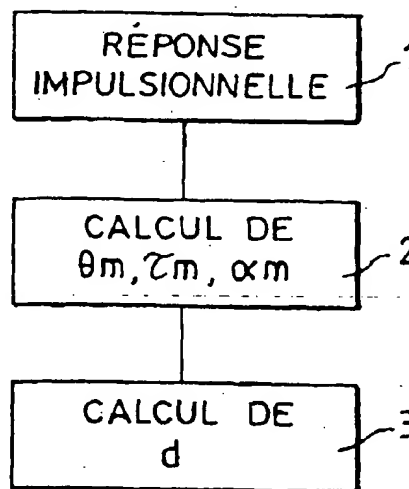 RÉPONSE
IMPULSIONNELLE
1
CALCUL DE
θm, τm, αm
2
CALCUL DE
d
3